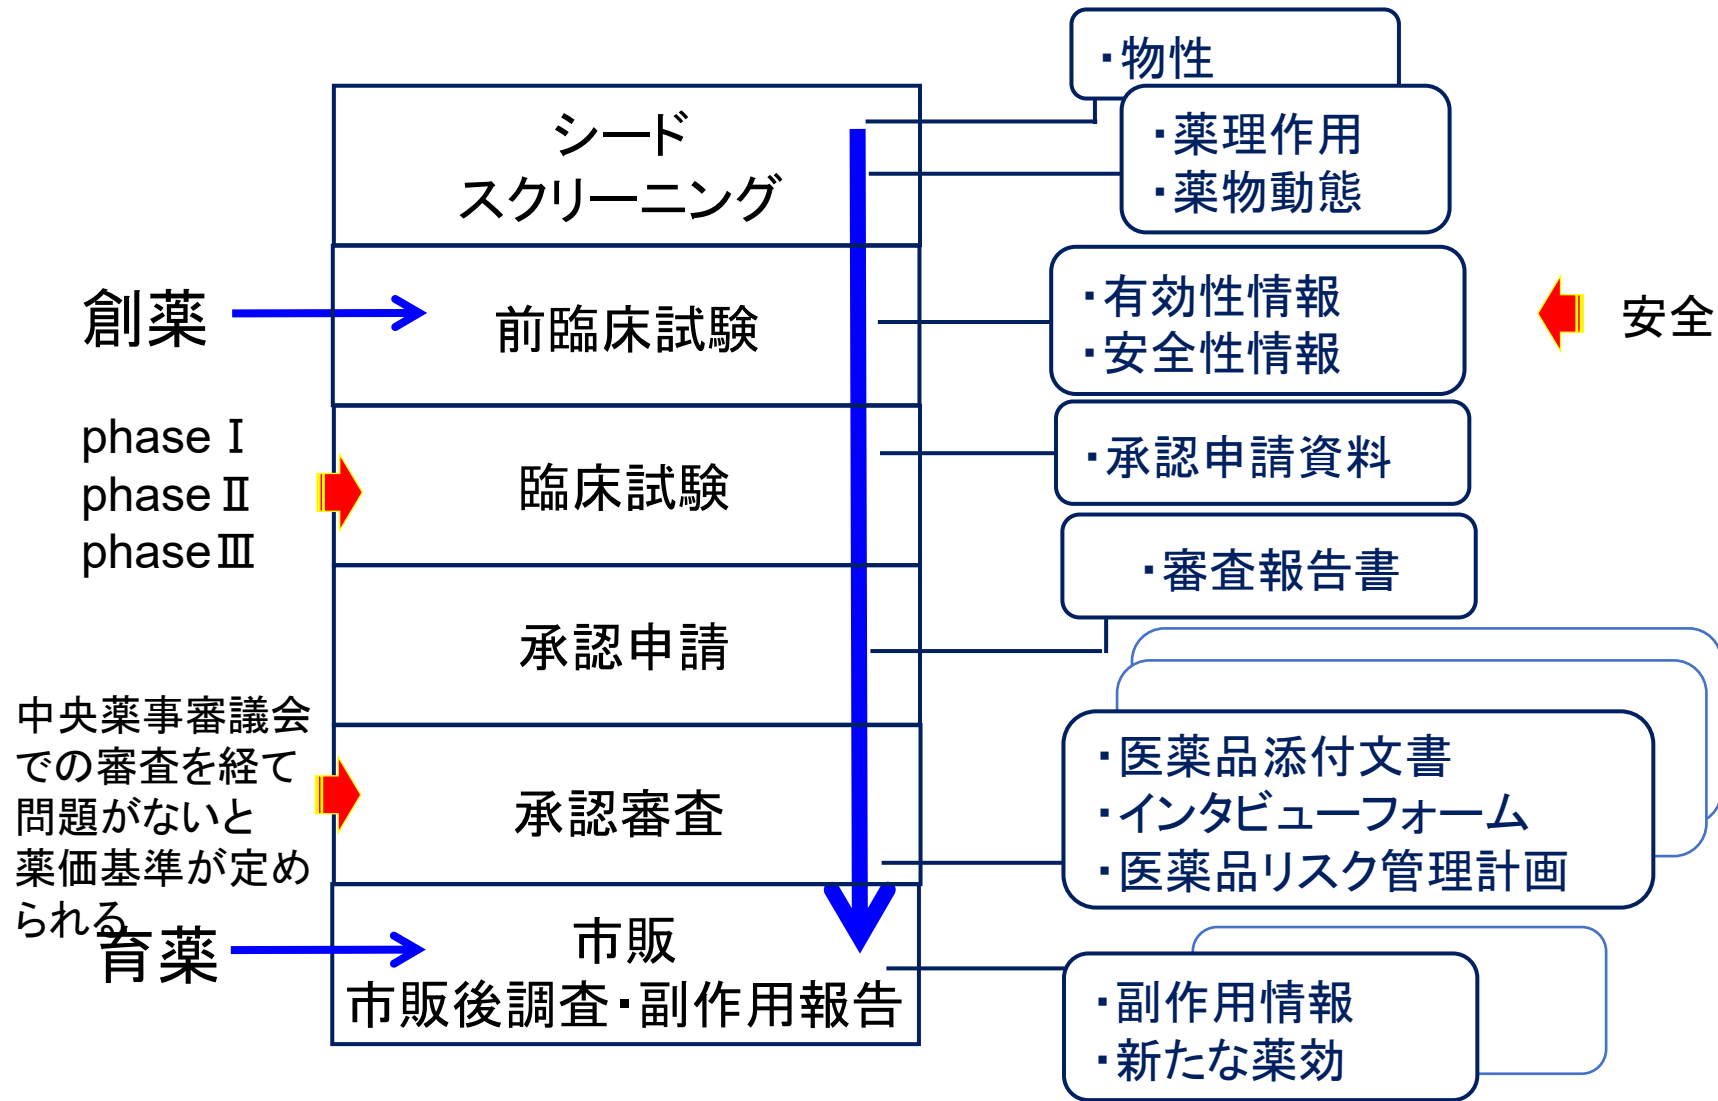 ・物性
シード
スクリーニング
・薬理作用
・薬物動態
創薬
前臨床試験
・有効性情報
・安全性情報
安全
phase Ⅰ
phase Ⅱ
phase Ⅲ
臨床試験
・承認申請資料
・審査報告書
承認申請
中央薬事審議会
での審査を経て
問題がないと
薬価基準が定め
られる
承認審査
・医薬品添付文書
・インタビューフォーム
・医薬品リスク管理計画
育薬
市販
市販後調査・副作用報告
・副作用情報
・新たな薬効